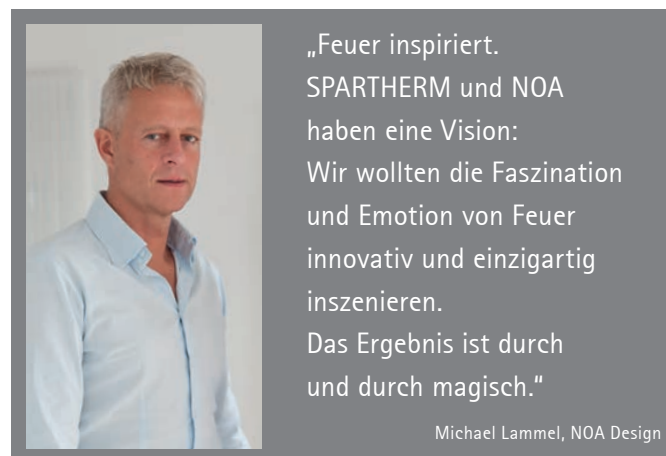 „Feuer inspiriert.
SPARTHERM und NOA
haben eine Vision:
Wir wollten die Faszination
und Emotion von Feuer
innovativ und einzigartig
inszenieren.
Das Ergebnis ist durch
und durch magisch.“
Michael Lammel, NOA Design